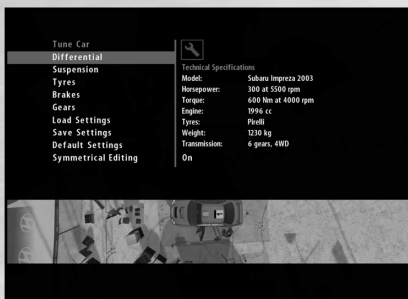 Tune Car
Differential
Suspension
Tyres
Brakes
Gears
Load Settings
Save Settings
Default Settings
Symmetrical Editing On
Technical Specifications
Model: Subaru Impreza 2003
Horsepower: 300 at 5500 rpm
Torque: 600 Nm at 4000 rpm
Engine: 1996 cc
Tyres: Pirelli
Weight: 1230 kg
Transmission: 6 gears, 4WD
1